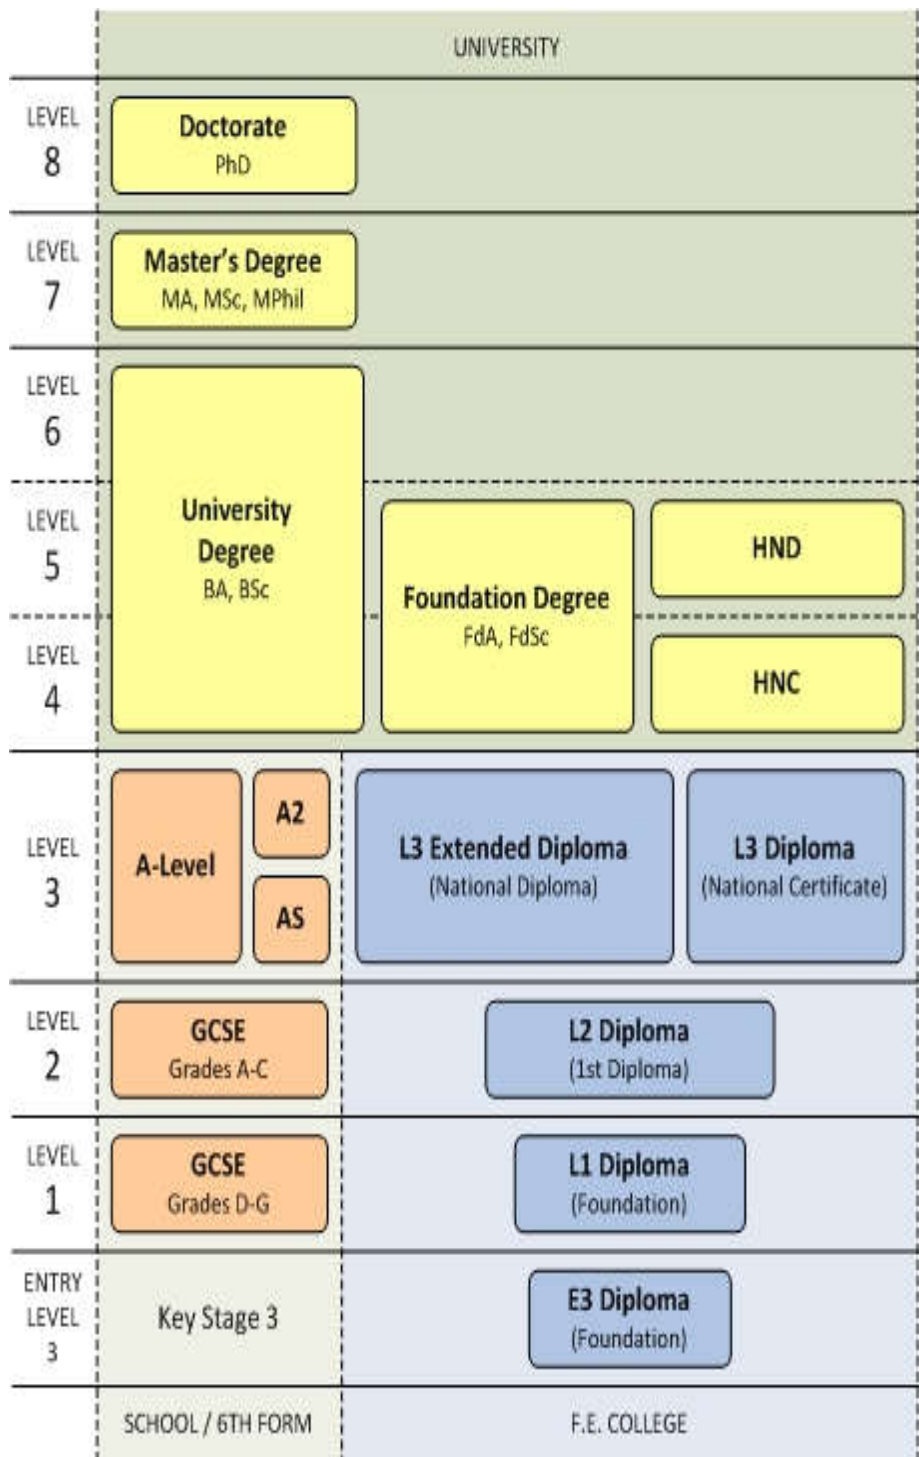 UNIVERSITY
LEVEL
8
Doctorate
PhD
LEVEL
7
Master's Degree
MA, MSc, MPhil
LEVEL
6
LEVEL
5
LEVEL
4
University
Degree
BA, BSc
Foundation Degree
FdA, FdSc
HND
HNC
LEVEL
3
A-Level
A2
AS
L3 Extended Diploma
(National Diploma)
L3 Diploma
(National Certificate)
LEVEL
2
GCSE
Grades A-C
L2 Diploma
(1st Diploma)
LEVEL
1
GCSE
Grades D-G
L1 Diploma
(Foundation)
ENTRY
LEVEL
3
Key Stage 3
E3 Diploma
(Foundation)
SCHOOL / 6TH FORM
F.E. COLLEGE